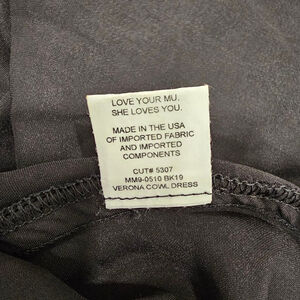 LOVE YOUR MU.
SHE LOVES YOU.
MADE IN THE USA
OF IMPORTED FABRIC
AND IMPORTED
COMPONENTS
CUT# 5307
MM9-0510 BK19
VERONA COWL DRESS